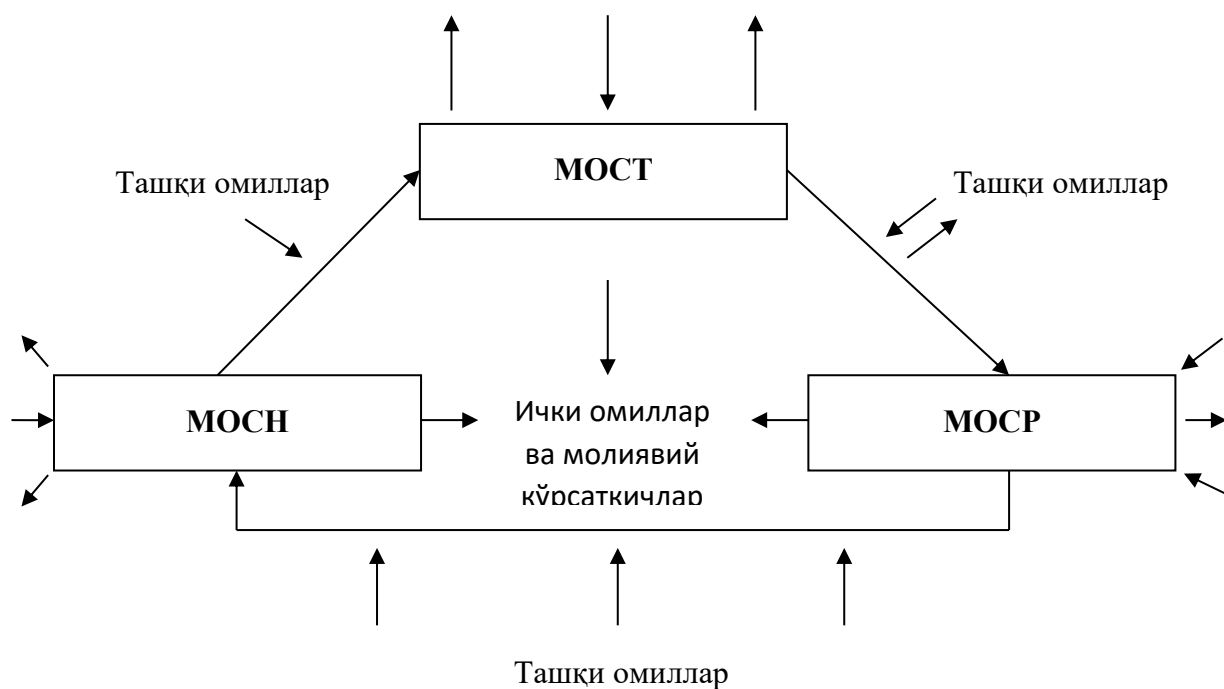 МОСТ
Ташқи омиллар
Ташқи омиллар
МОСН
Ички омиллар
ва молиявий
кўрсаткичлар
МОСР
Ташқи омиллар